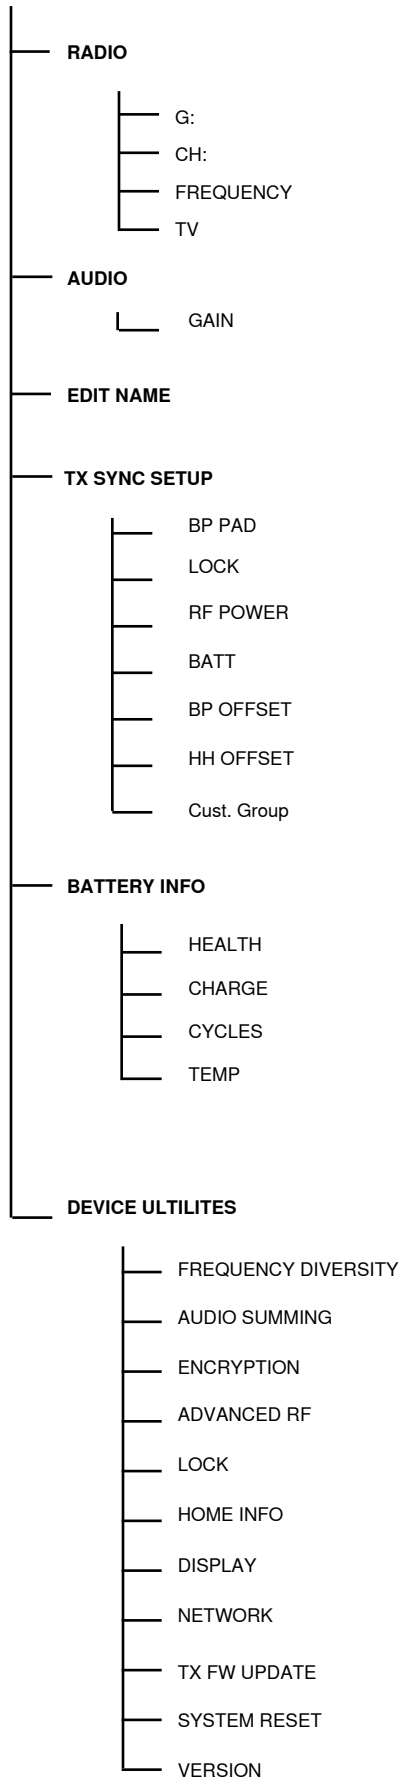 RADIO
G:
CH:
FREQUENCY
TV
AUDIO
GAIN
EDIT NAME
TX SYNC SETUP
BP PAD
LOCK
RF POWER
BATT
BP OFFSET
HH OFFSET
Cust. Group
BATTERY INFO
HEALTH
CHARGE
CYCLES
TEMP
DEVICE ULTILITES
FREQUENCY DIVERSITY
AUDIO SUMMING
ENCRYPTION
ADVANCED RF
LOCK
HOME INFO
DISPLAY
NETWORK
TX FW UPDATE
SYSTEM RESET
VERSION